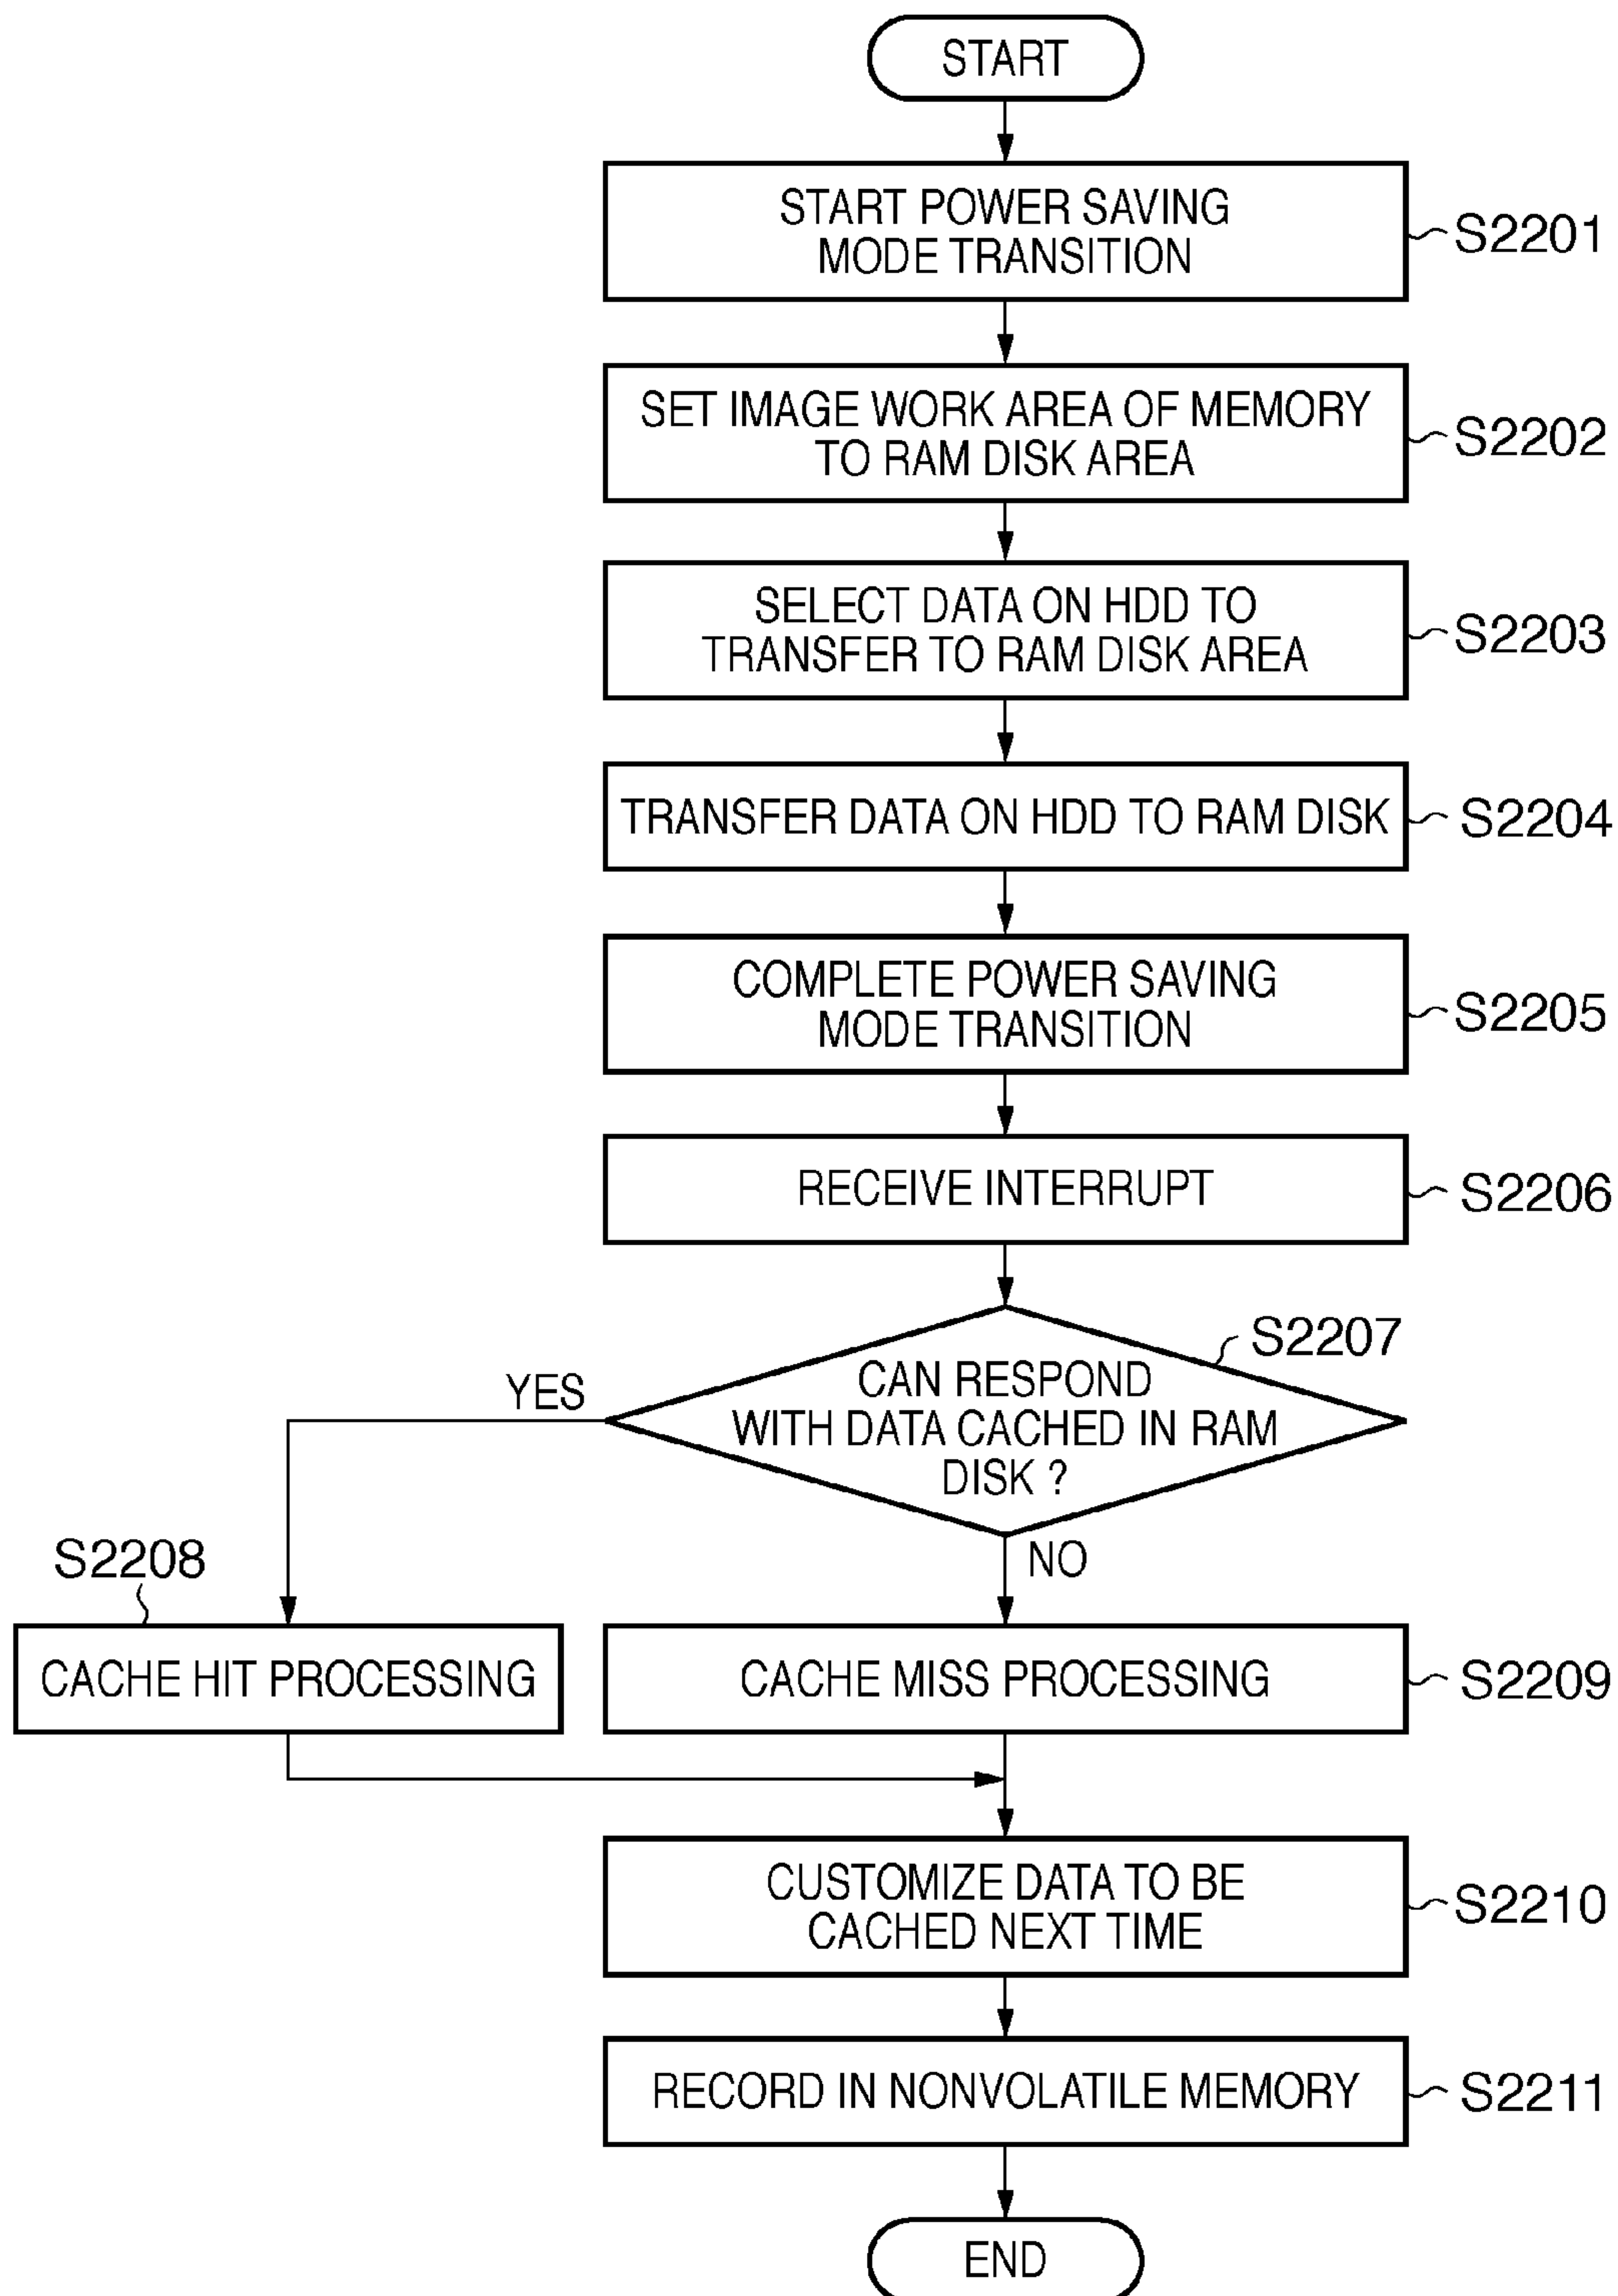 START
START POWER SAVING
MODE TRANSITION
S2201
SET IMAGE WORK AREA OF MEMORY
TO RAM DISK AREA
S2202
SELECT DATA ON HDD TO
TRANSFER TO RAM DISK AREA
S2203
TRANSFER DATA ON HDD TO RAM DISK
S2204
COMPLETE POWER SAVING
MODE TRANSITION
S2205
RECEIVE INTERRUPT
S2206
S2207
CAN RESPOND
WITH DATA CACHED IN RAM
DISK ?
YES
NO
S2208
CACHE HIT PROCESSING
CACHE MISS PROCESSING
S2209
CUSTOMIZE DATA TO BE
CACHED NEXT TIME
S2210
RECORD IN NONVOLATILE MEMORY
S2211
END